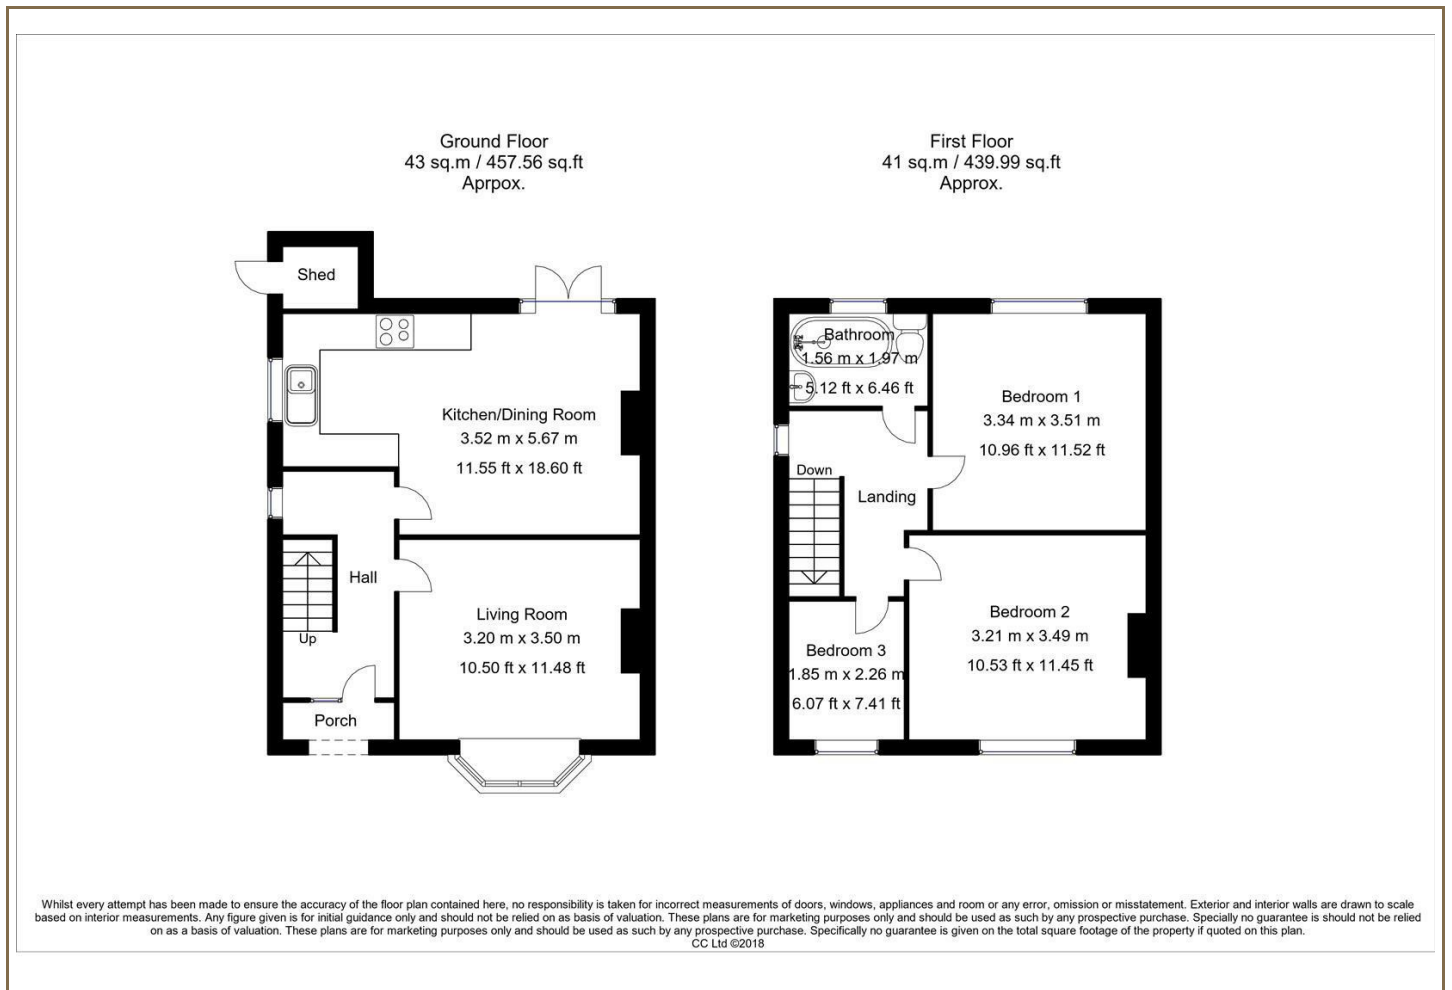 Ground Floor
43 sq.m / 457.56 sq.ft
Aprpox.
First Floor
41 sq.m / 439.99 sq.ft
Approx.
Shed
Kitchen/Dining Room
3.52 m x 5.67 m
11.55 ft x 18.60 ft
Hall
Up
Living Room
3.20 m x 3.50 m
10.50 ft x 11.48 ft
Porch
Bathroom
1.56 m x 1.97 m
5.12 ft x 6.46 ft
Bedroom 1
3.34 m x 3.51 m
10.96 ft x 11.52 ft
Down
Landing
Bedroom 2
3.21 m x 3.49 m
10.53 ft x 11.45 ft
Bedroom 3
1.85 m x 2.26 m
6.07 ft x 7.41 ft
Whilst every attempt has been made to ensure the accuracy of the floor plan contained here, no responsibility is taken for incorrect measurements of doors, windows, appliances and room or any error, omission or misstatement. Exterior and interior walls are drawn to scale
based on interior measurements. Any figure given is for initial guidance only and should not be relied on as basis of valuation. These plans are for marketing purposes only and should be used as such by any prospective purchase. Specially no guarantee is should not be relied
on as a basis of valuation. These plans are for marketing purposes only and should be used as such by any prospective purchase. Specifically no guarantee is given on the total square footage of the property if quoted on this plan.
CC Ltd ©2018